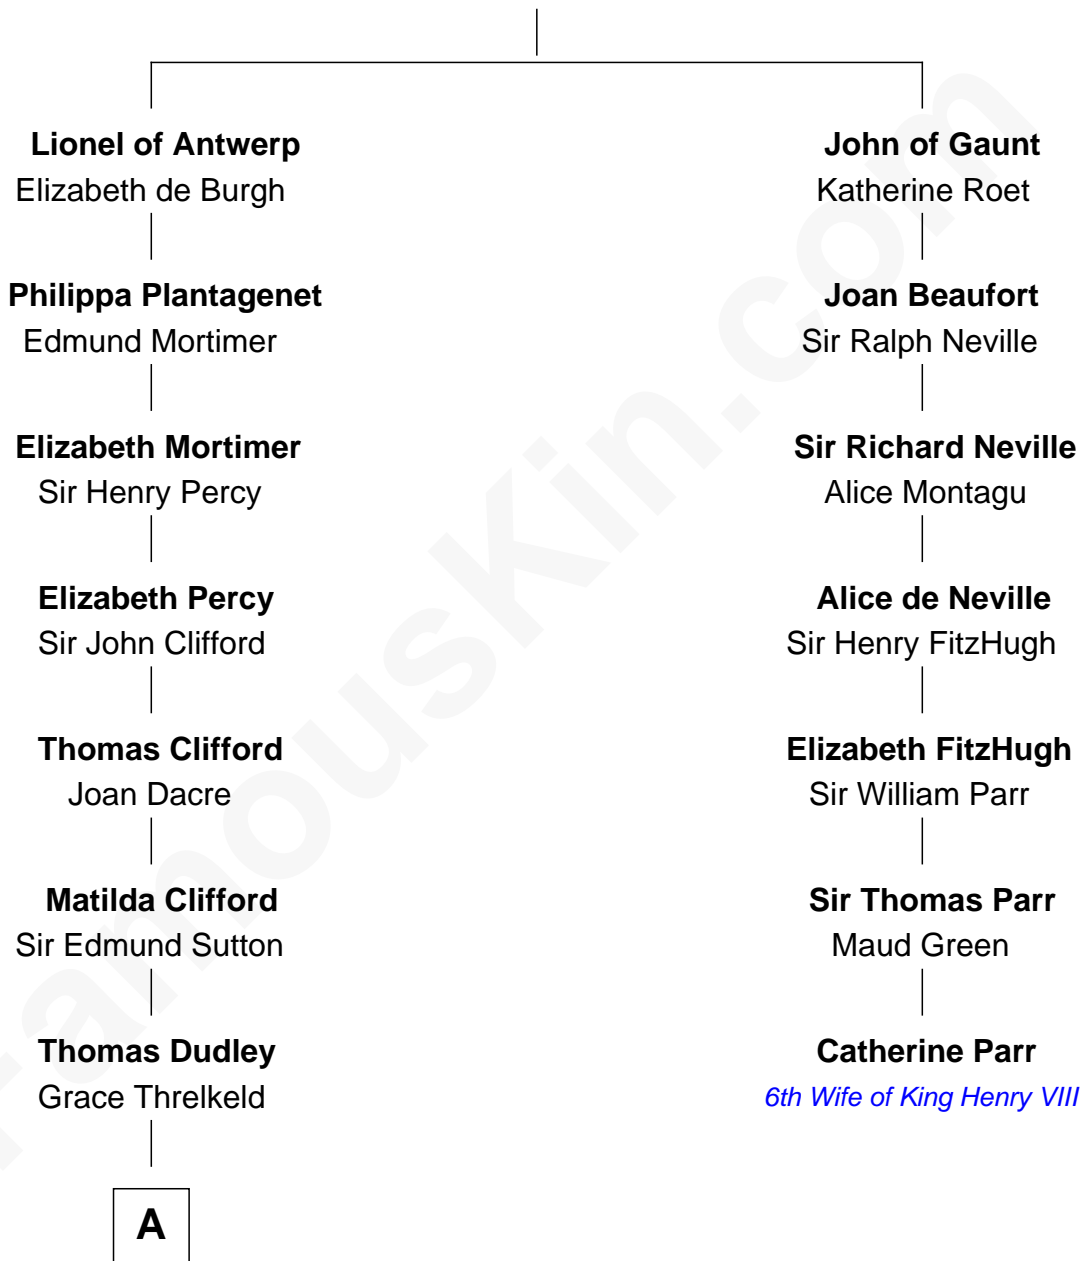 Lionel of Antwerp
Elizabeth de Burgh
Philippa Plantagenet
Edmund Mortimer
Elizabeth Mortimer
Sir Henry Percy
Elizabeth Percy
Sir John Clifford
Thomas Clifford
Joan Dacre
Matilda Clifford
Sir Edmund Sutton
Thomas Dudley
Grace Threlkeld
A
John of Gaunt
Katherine Roet
Joan Beaufort
Sir Ralph Neville
Sir Richard Neville
Alice Montagu
Alice de Neville
Sir Henry FitzHugh
Elizabeth FitzHugh
Sir William Parr
Sir Thomas Parr
Maud Green
Catherine Parr
6th Wife of King Henry VIII
FamousKin.com